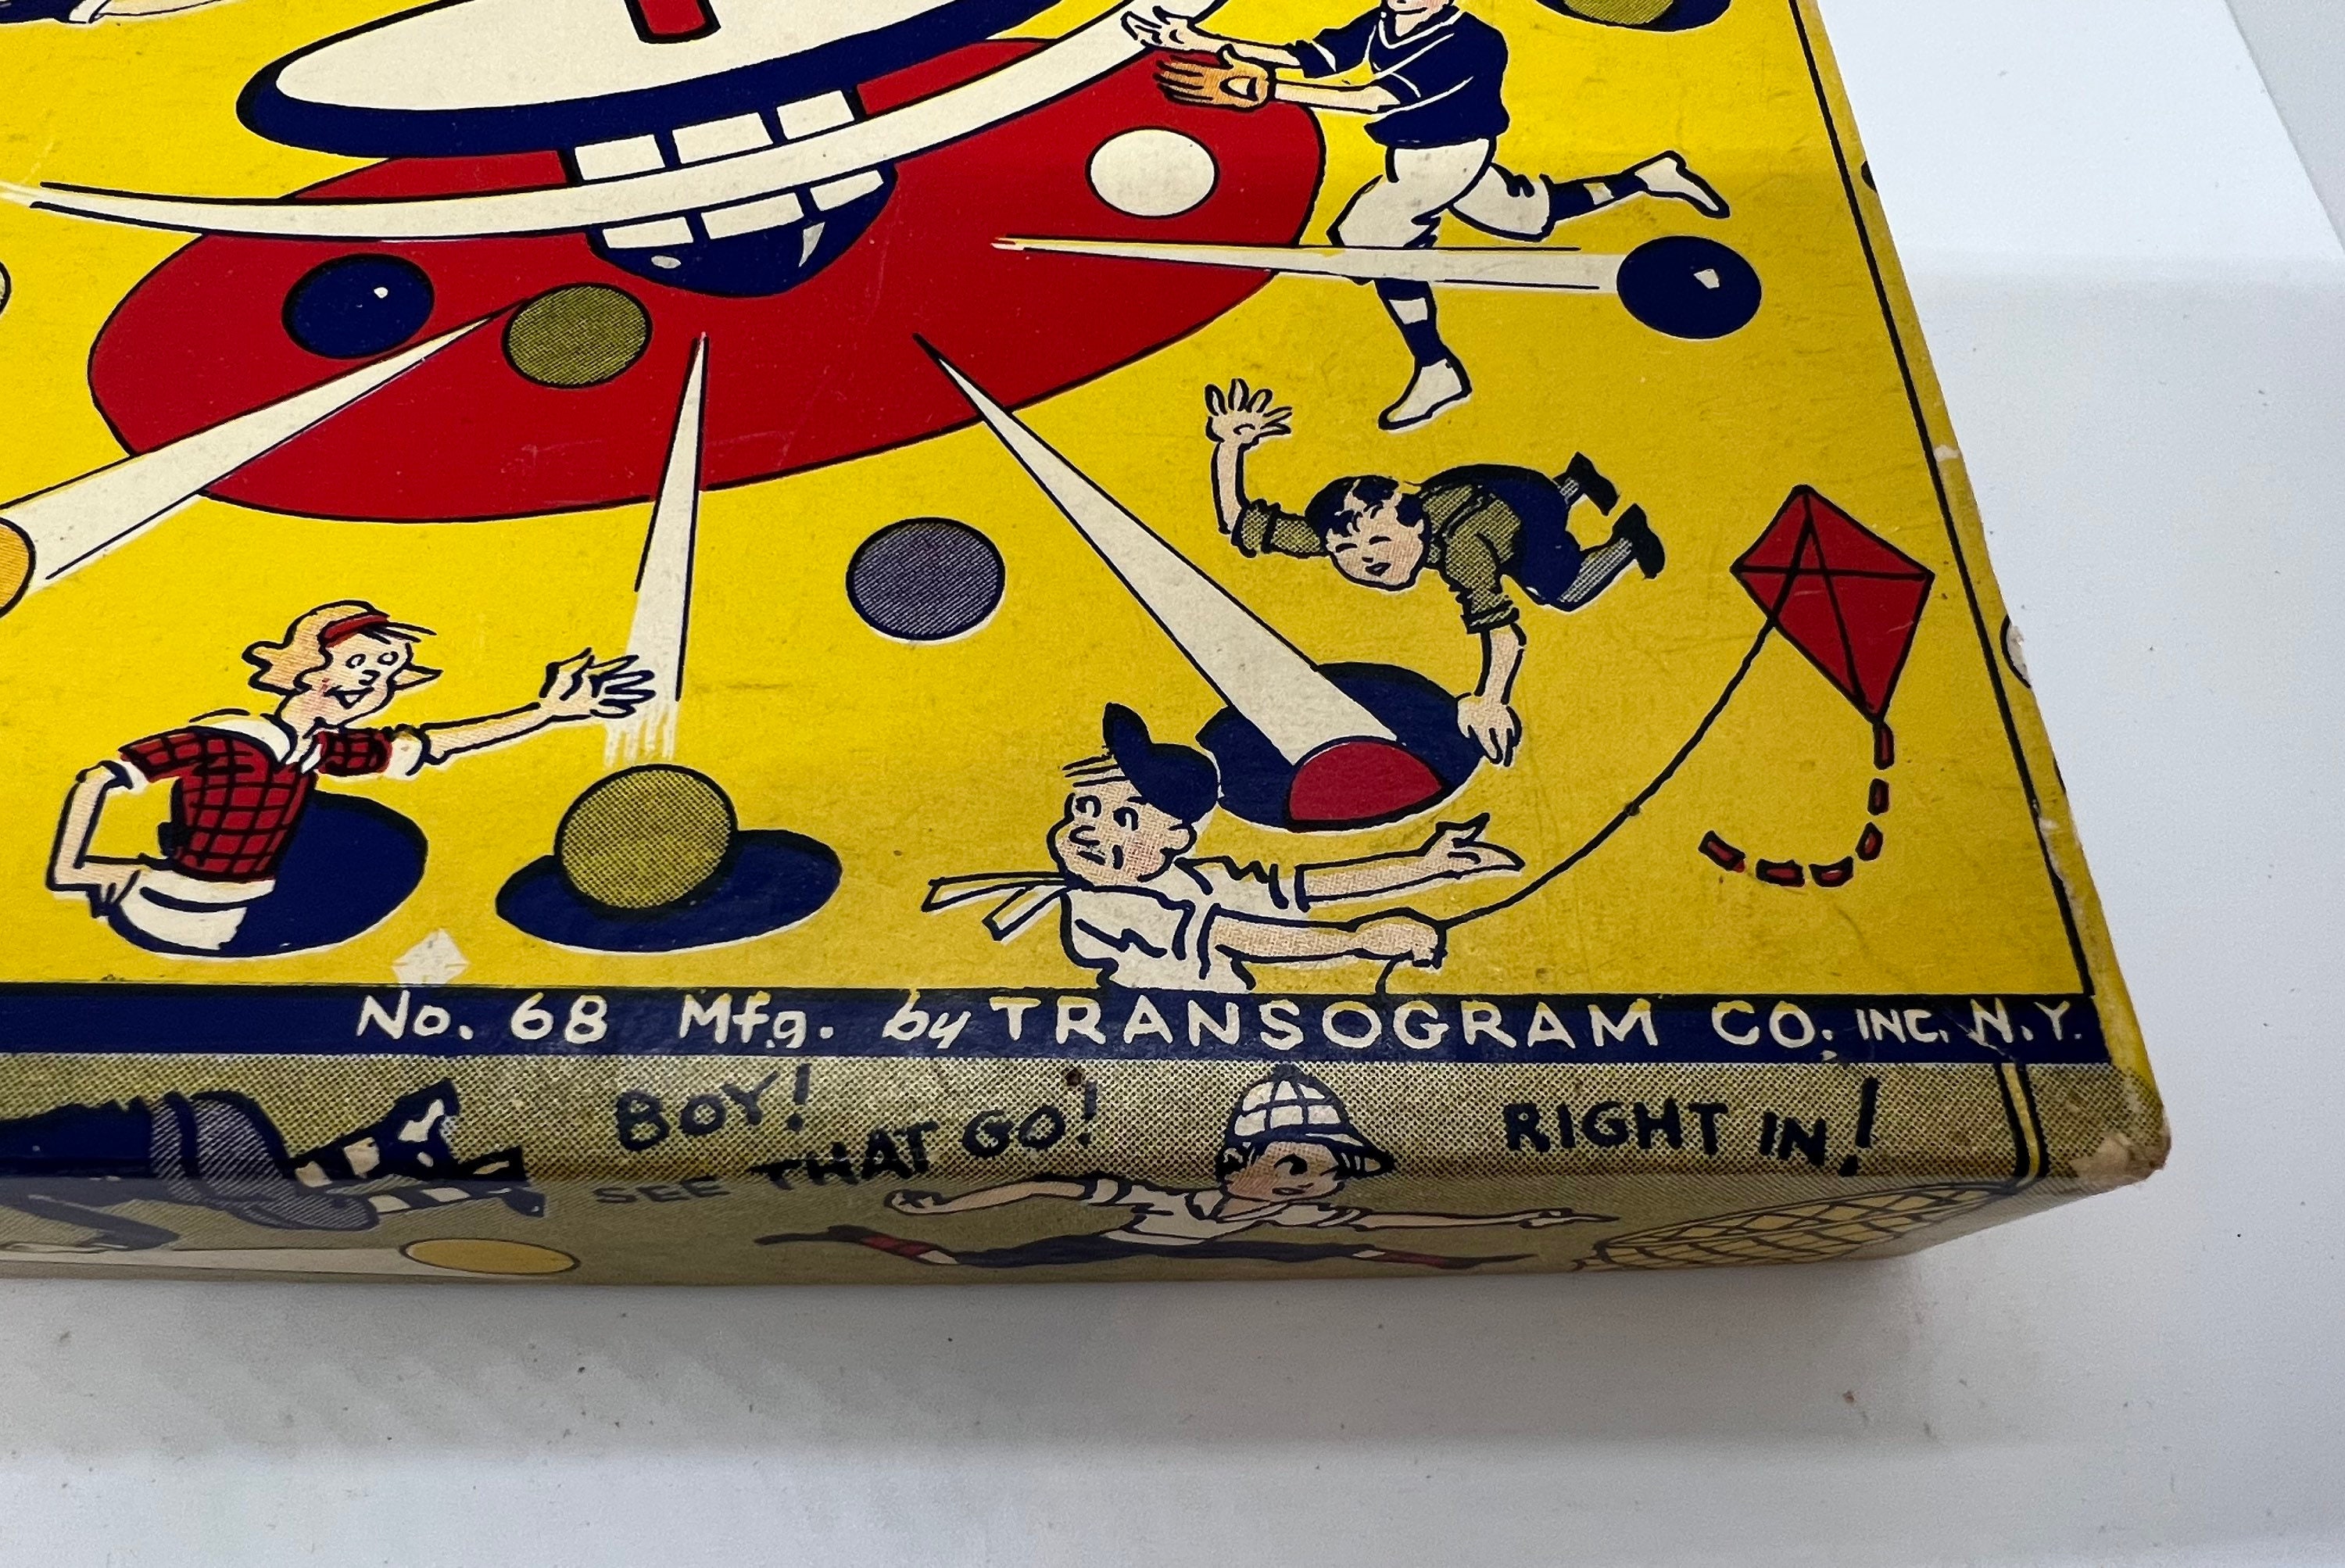 No. 68 Mfg. by TRANSOGRAM CO. INC. N.Y.
BOY!
SEE THAT GO!
RIGHT IN!